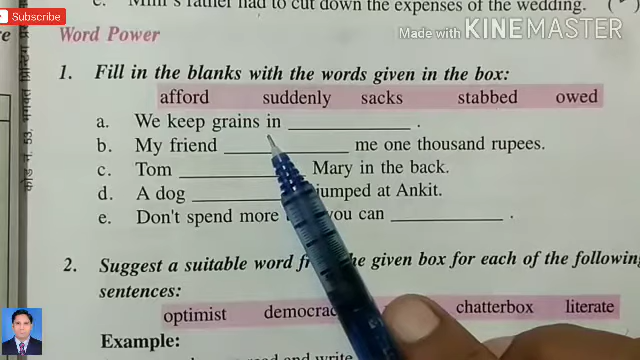 Subscribe
c. father had to cut down the expenses of the wedding.
Made with KINEMASTER
Word Power
1. Fill in the blanks with the words given in the box:
afford suddenly sacks stabbed owed
a. We keep grains in ____________ .
b. My friend ____________ me one thousand rupees.
c. Tom ____________ Mary in the back.
d. A dog ____________ jumped at Ankit.
e. Don't spend more you can ____________ .
2. Suggest a suitable word the given box for each of the following
sentences:
optimist chatterbox literate
Example:
and write